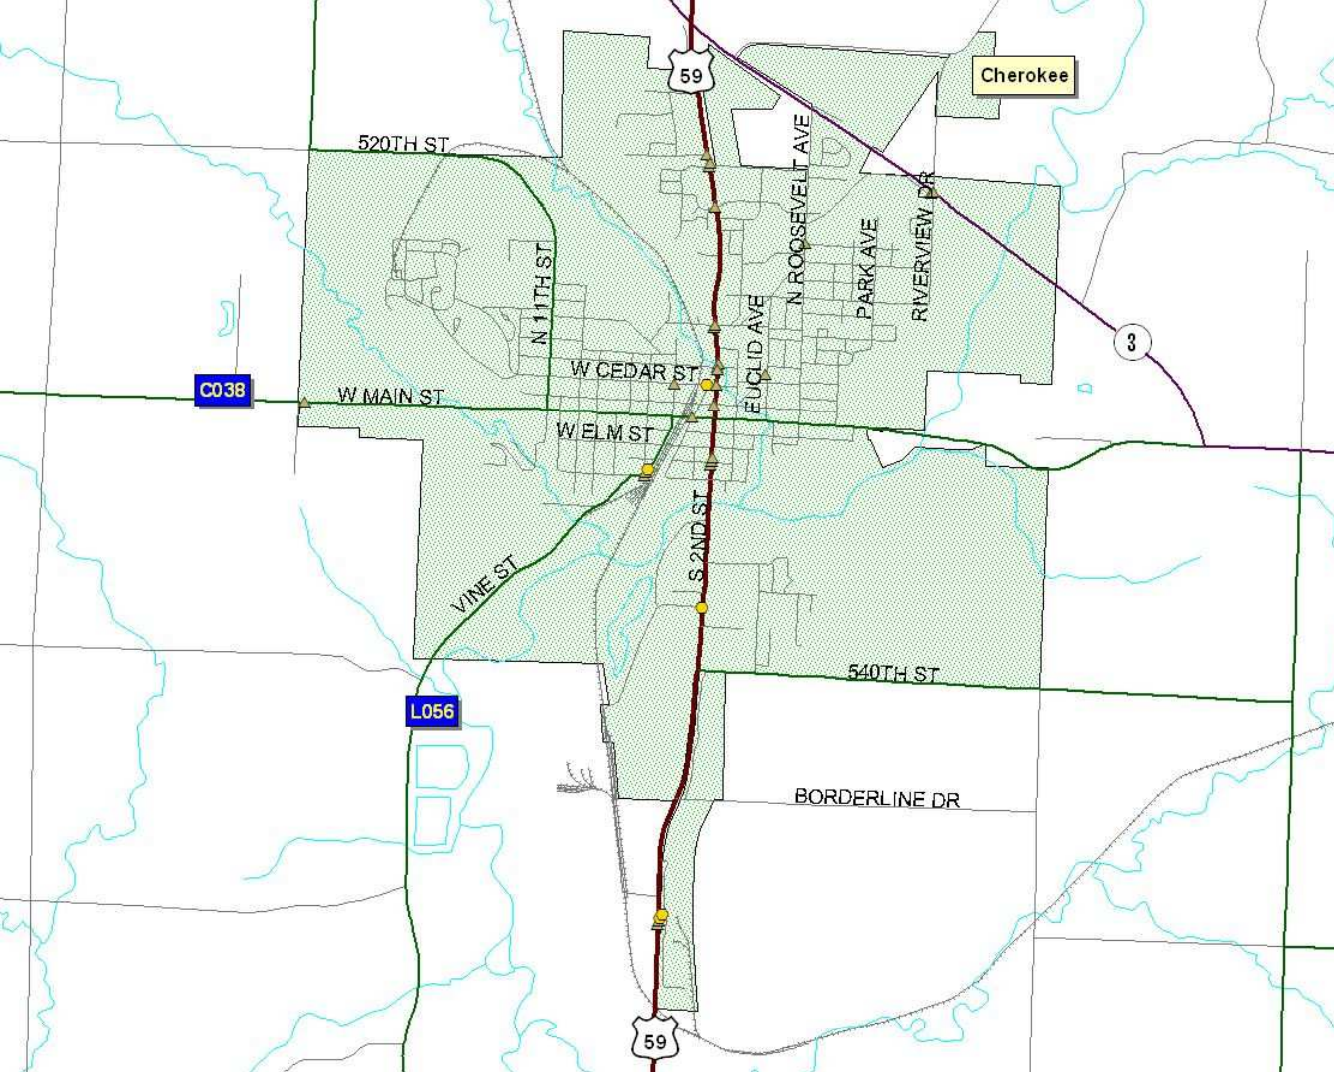 59
Cherokee
520TH ST
N ROOSEVELT AVE
RIVERVIEW DR
PARK AVE
N 11TH ST
EUCLID AVE
3
W CEDAR ST
C038
W MAIN ST
W ELM ST
S 2ND ST
VINE ST
540TH ST
L056
BORDERLINE DR
59